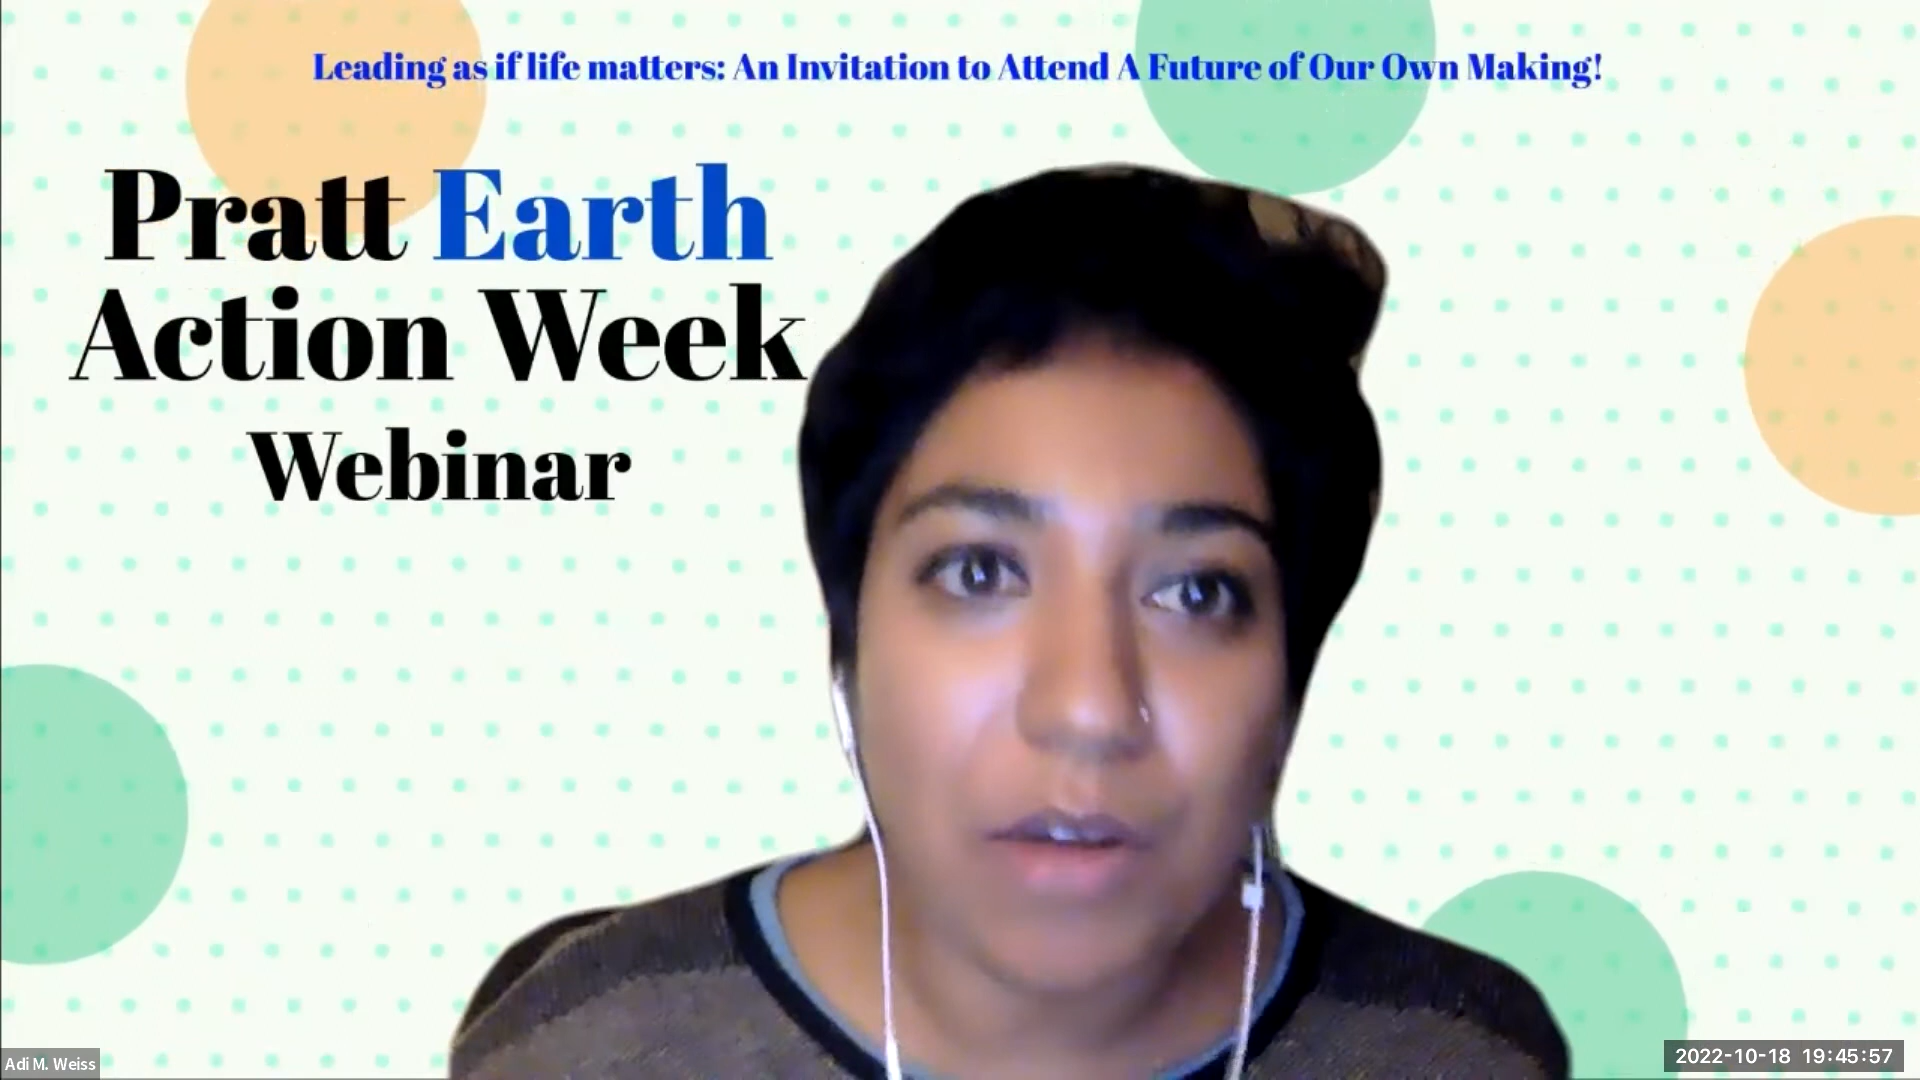 Leading as if life matters: An Invitation to Attend A Future of Our Own Making!
Pratt Earth
Action Week
Webinar
Adi M. Weiss
2022-10-18 19:45:57